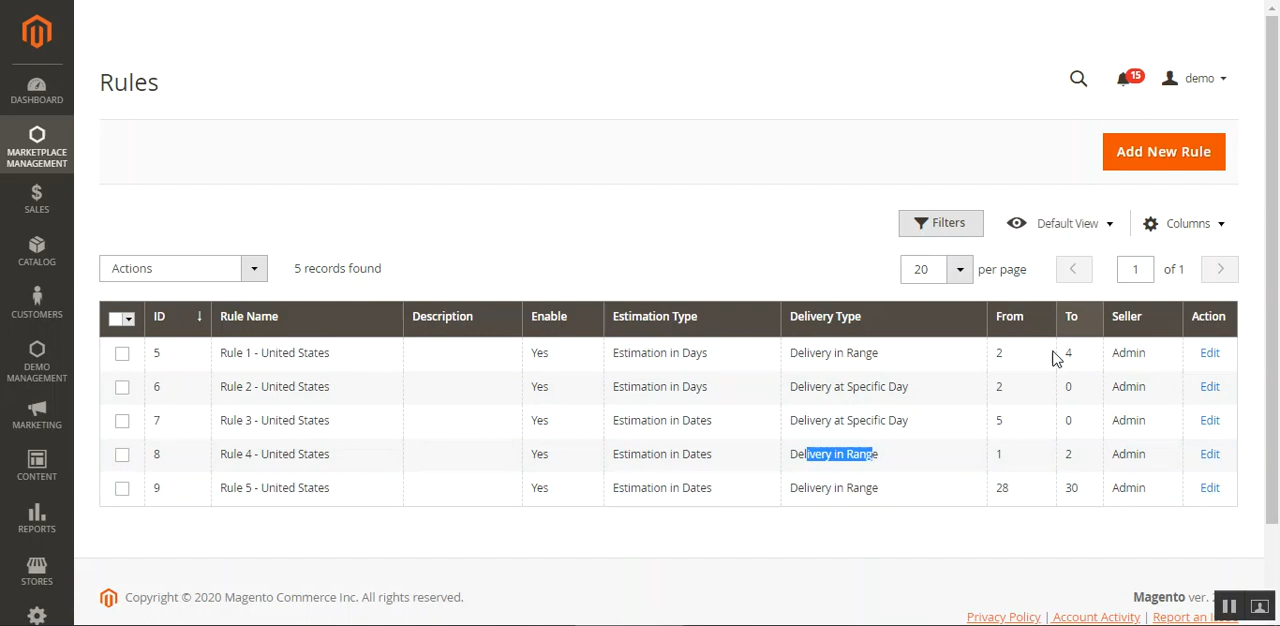 DASHBOARD
MARKETPLACE
MANAGEMENT
SALES
CATALOG
CUSTOMERS
DEMO
MANAGEMENT
MARKETING
CONTENT
REPORTS
STORES
Rules
15
demo
Add New Rule
Filters
Default View
Columns
Actions
5 records found
20
per page
1
of 1
ID ↓ Rule Name Description Enable Estimation Type Delivery Type From To Seller Action
5 Rule 1 - United States Yes Estimation in Days Delivery in Range 2 4 Admin Edit
6 Rule 2 - United States Yes Estimation in Days Delivery at Specific Day 2 0 Admin Edit
7 Rule 3 - United States Yes Estimation in Dates Delivery at Specific Day 5 0 Admin Edit
8 Rule 4 - United States Yes Estimation in Dates Delivery in Range 1 2 Admin Edit
9 Rule 5 - United States Yes Estimation in Dates Delivery in Range 28 30 Admin Edit
Copyright © 2020 Magento Commerce Inc. All rights reserved.
Magento ver.
Privacy Policy | Account Activity | Report an